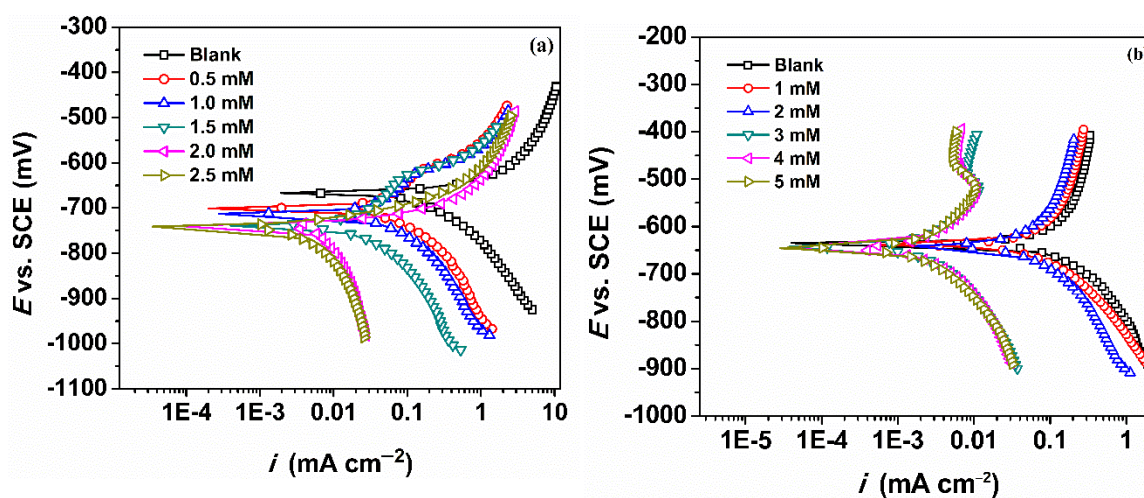 (a)
Blank
0.5 mM
1.0 mM
1.5 mM
2.0 mM
2.5 mM
-300
-400
-500
-600
-700
-800
-900
-1000
-1100
E vs. SCE (mV)
1E-4
1E-3
0.01
0.1
1
10
i (mA cm⁻²)
(b)
Blank
1 mM
2 mM
3 mM
4 mM
5 mM
-200
-300
-400
-500
-600
-700
-800
-900
-1000
E vs. SCE (mV)
1E-5
1E-4
1E-3
0.01
0.1
1
i (mA cm⁻²)